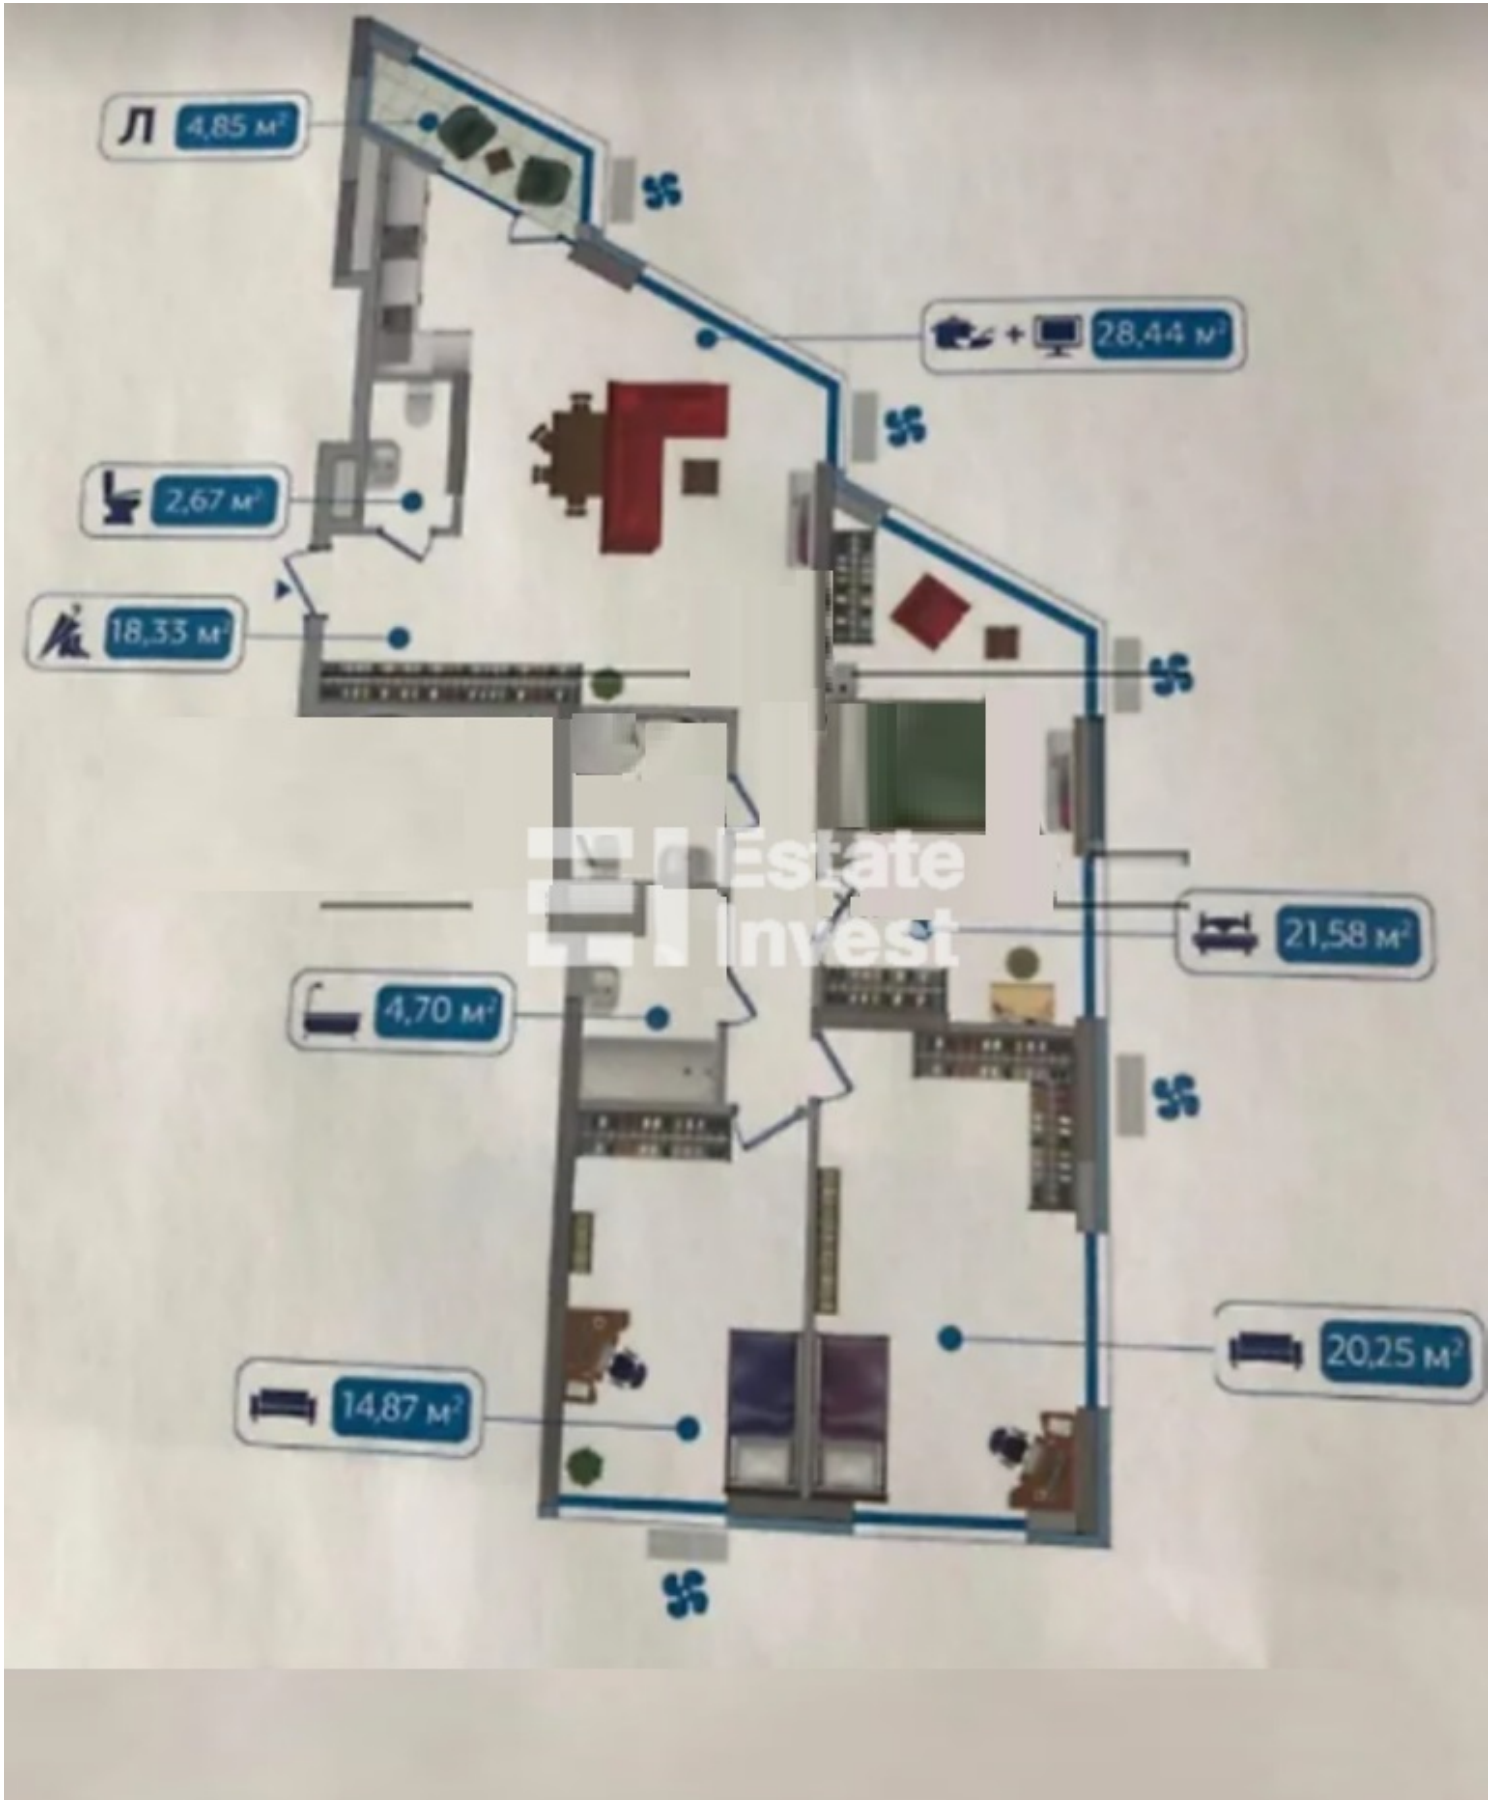 Л 4,85 м²
28,44 м²
2,67 м²
18,33 м²
Estate
Invest
21,58 м²
4,70 м²
20,25 м²
14,87 м²